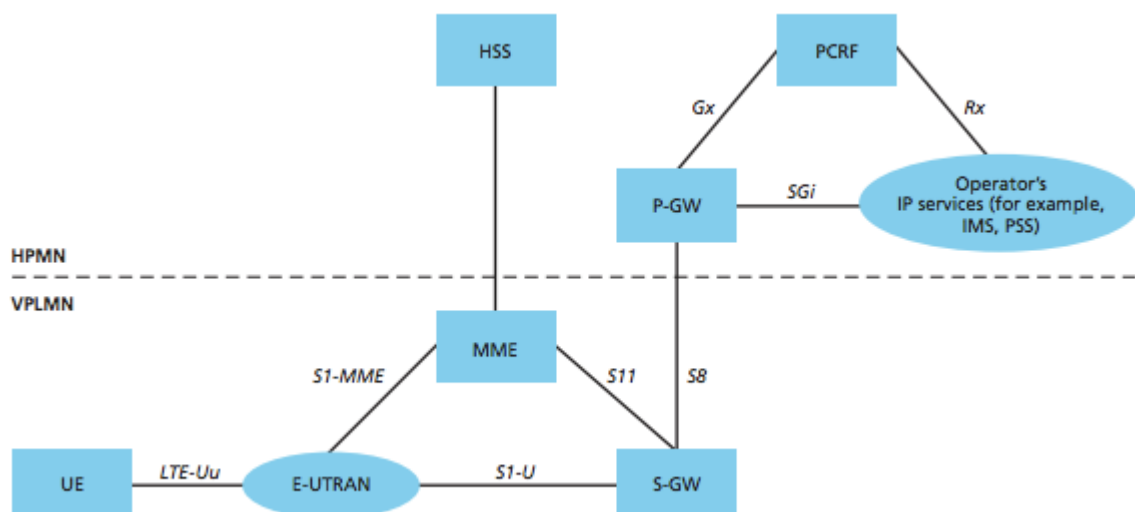 HSS
PCRF
Gx
Rx
P-GW
SGi
Operator's
IP services (for example,
IMS, PSS)
HPMN
VPLMN
MME
S1-MME
S11
S8
UE
LTE-Uu
E-UTRAN
S1-U
S-GW